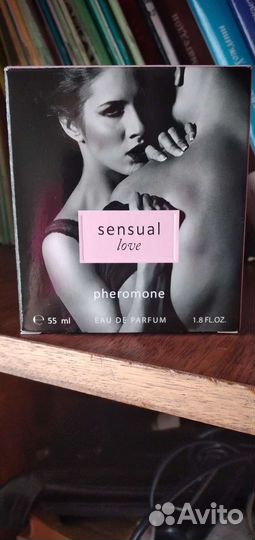 sensual
love
pheromone
℮ 55 ml EAU DE PARFUM 1.8 FL.OZ.
Avito